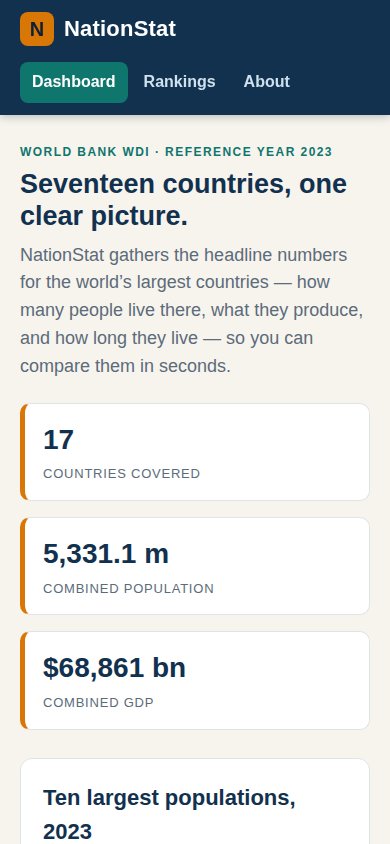 N NationStat
Dashboard Rankings About
WORLD BANK WDI · REFERENCE YEAR 2023
Seventeen countries, one
clear picture.
NationStat gathers the headline numbers
for the world’s largest countries — how
many people live there, what they produce,
and how long they live — so you can
compare them in seconds.
17
COUNTRIES COVERED
5,331.1 m
COMBINED POPULATION
$68,861 bn
COMBINED GDP
Ten largest populations,
2023